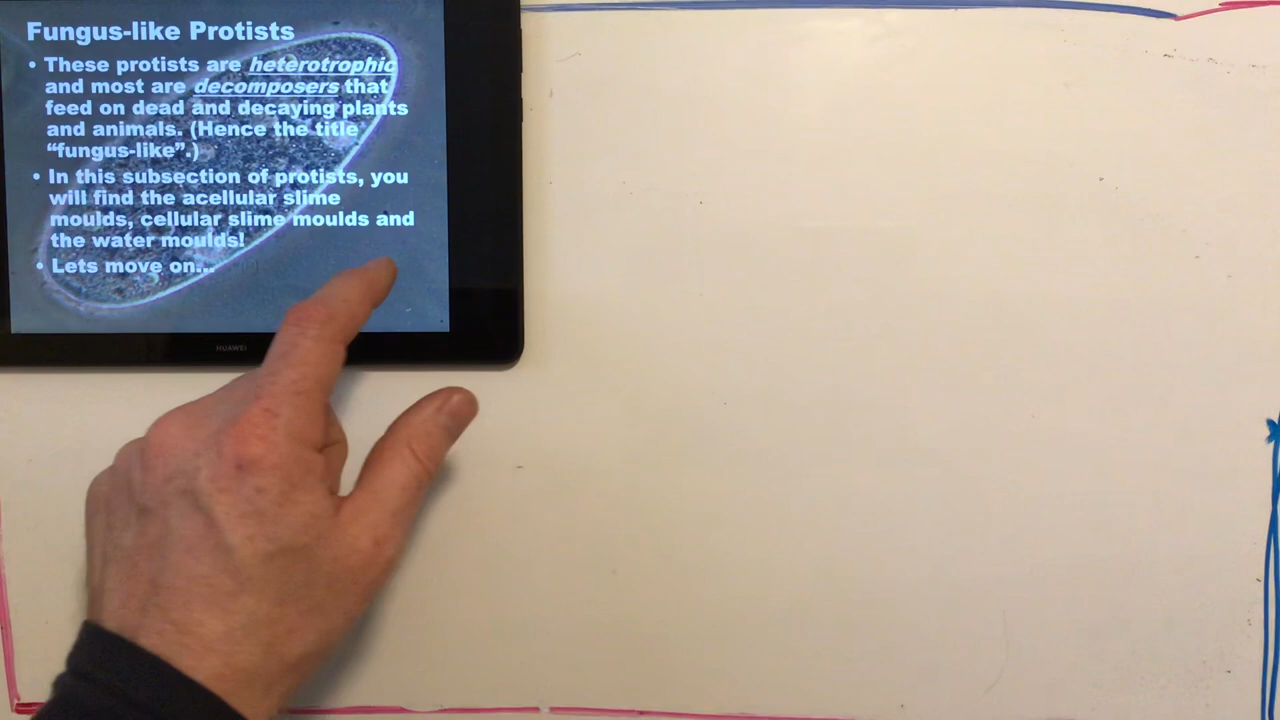 Fungus-like Protists
• These protists are heterotrophic
and most are decomposers that
feed on dead and decaying plants
and animals. (Hence the title
“fungus-like”.)
• In this subsection of protists, you
will find the acellular slime
moulds, cellular slime moulds and
the water moulds!
• Lets move on...
HUAWEI